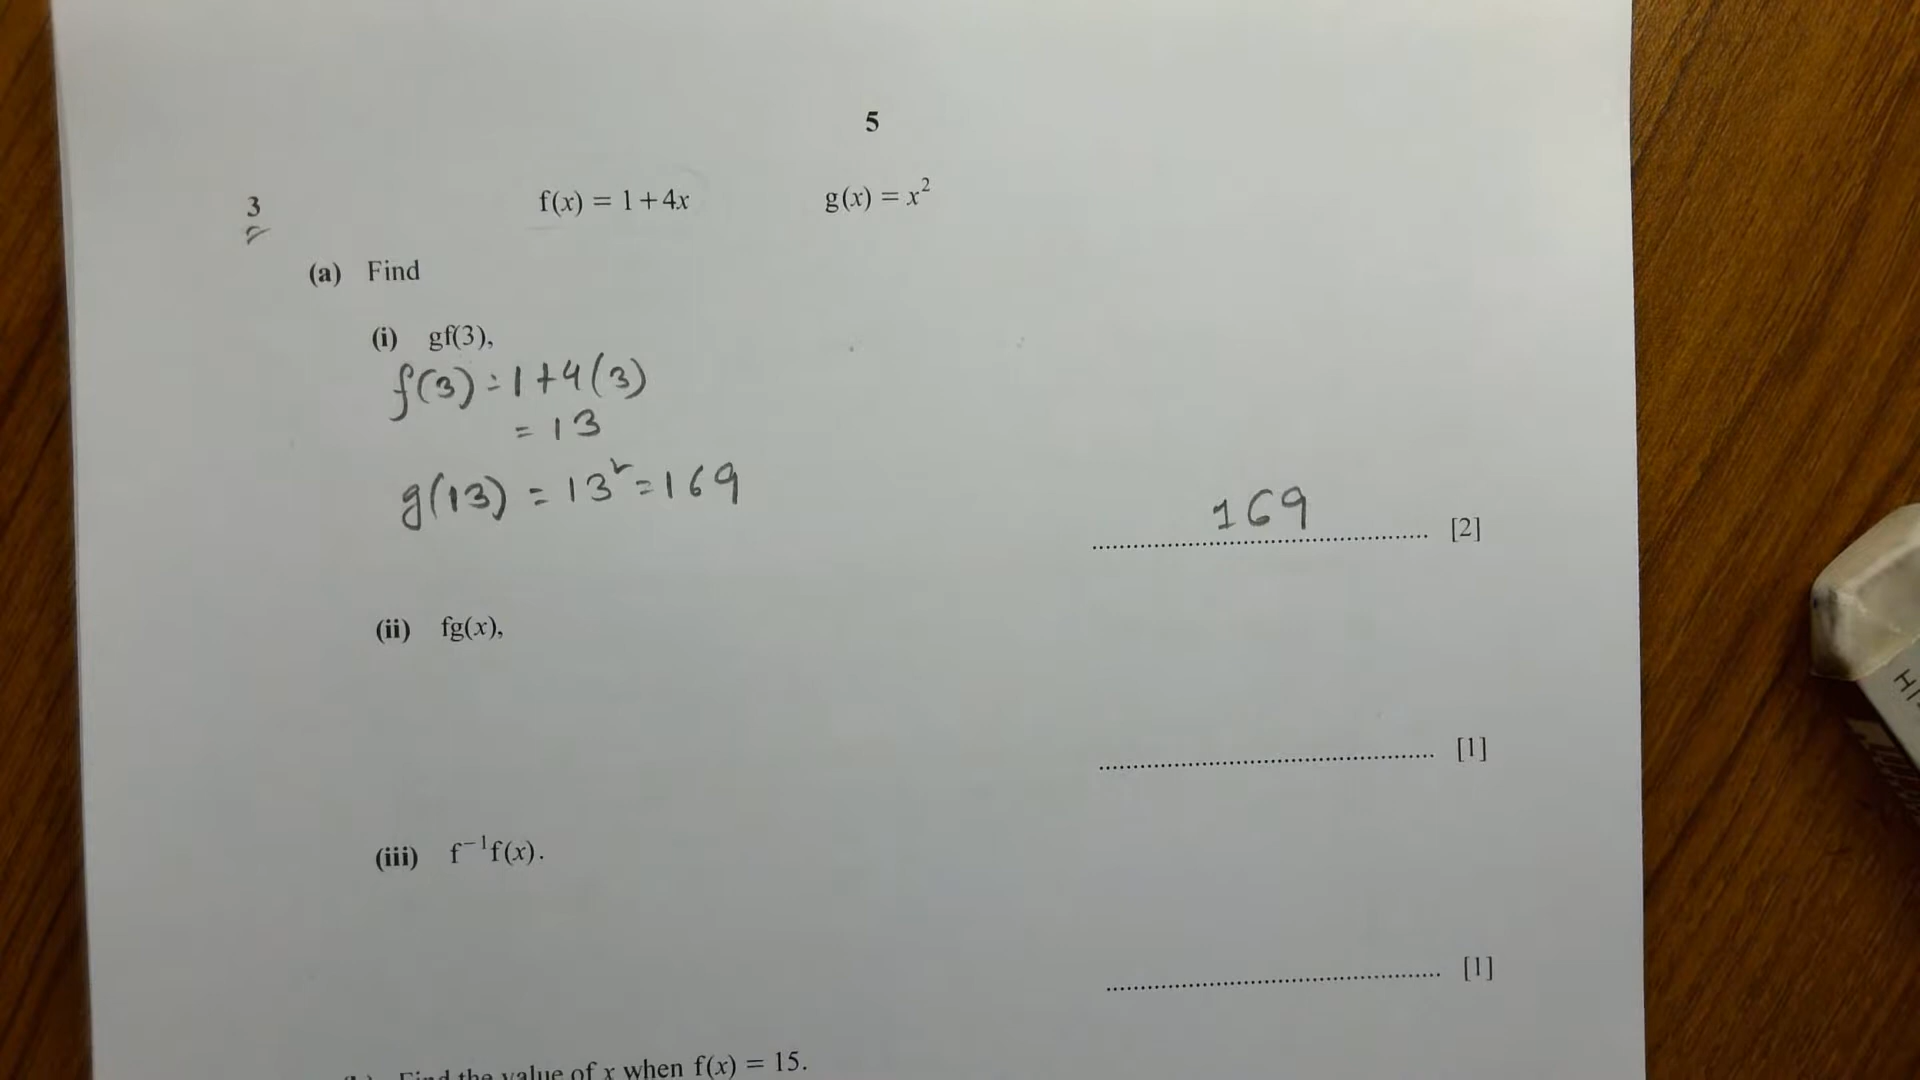 5
3 f(x) = 1 + 4x g(x) = x²
(a) Find
(i) gf(3),
f(3) = 1 + 4(3)
= 13
g(13) = 13² = 169
169 [2]
(ii) fg(x),
[1]
(iii) f⁻¹f(x).
[1]
Find the value of x when f(x) = 15.